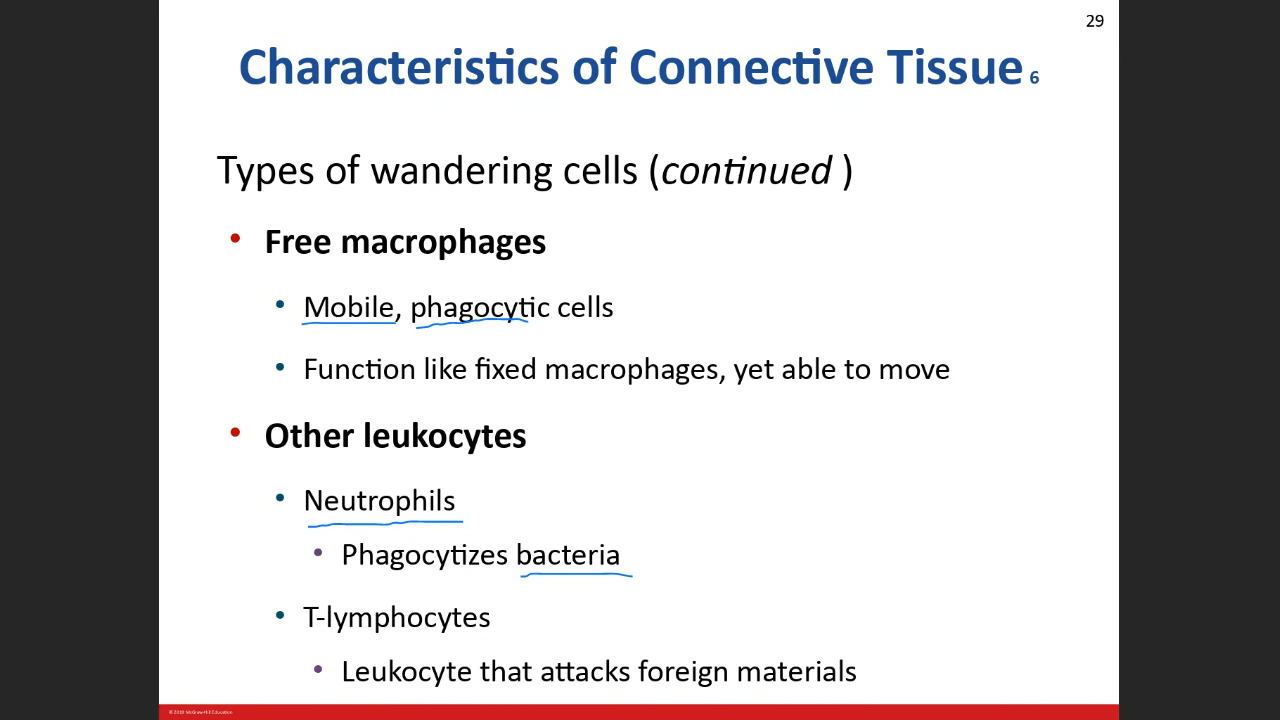 29
Characteristics of Connective Tissue 6
Types of wandering cells (continued )
• Free macrophages
• Mobile, phagocytic cells
• Function like fixed macrophages, yet able to move
• Other leukocytes
• Neutrophils
• Phagocytizes bacteria
• T-lymphocytes
• Leukocyte that attacks foreign materials
© 2019 McGraw-Hill Education